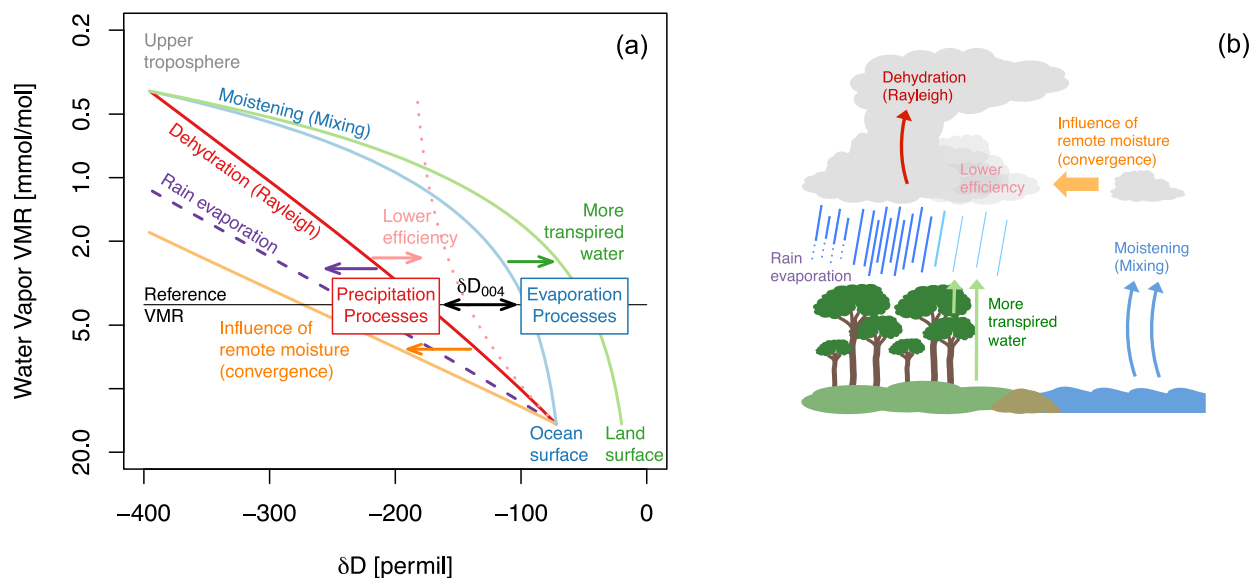 (a)
Water Vapor VMR [mmol/mol]
0.2
0.5
1.0
2.0
5.0
20.0
Upper
troposphere
Moistening (Mixing)
Dehydration (Rayleigh)
Rain evaporation
Lower
efficiency
More
transpired
water
Reference
VMR
Precipitation
Processes
δD004
Evaporation
Processes
Influence of
remote moisture
(convergence)
Ocean
surface
Land
surface
−400
−300
−200
−100
0
δD [permil]
(b)
Dehydration
(Rayleigh)
Influence of
remote moisture
(convergence)
Lower
efficiency
Rain
evaporation
Moistening
(Mixing)
More
transpired
water